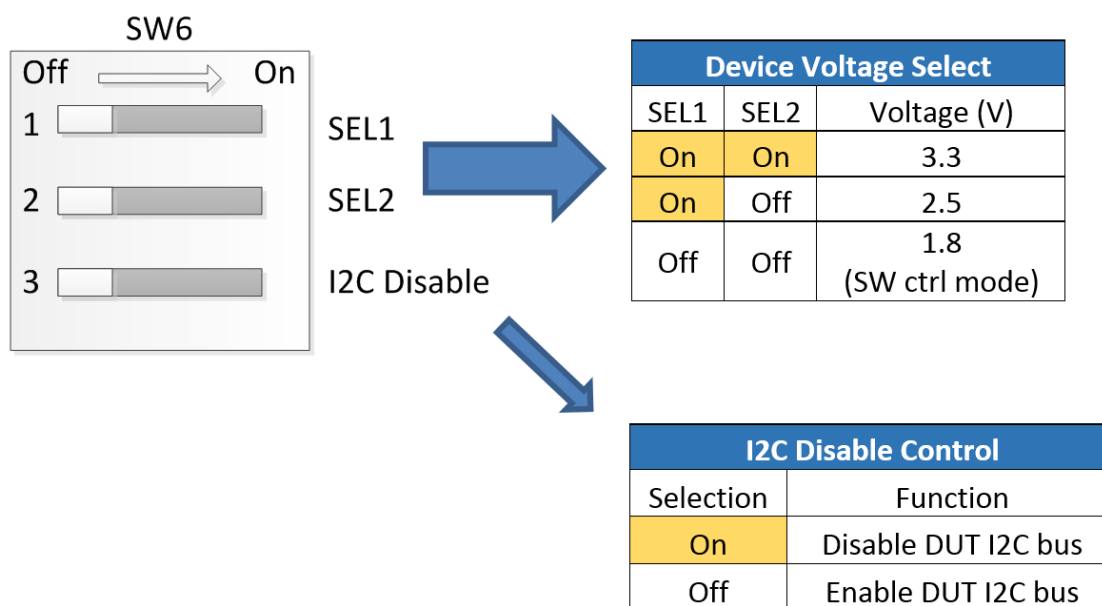 SW6
Off On
1
SEL1
2
SEL2
3
I2C Disable
Device Voltage Select
SEL1 SEL2 Voltage (V)
On On 3.3
On Off 2.5
Off Off 1.8
(SW ctrl mode)
I2C Disable Control
Selection Function
On Disable DUT I2C bus
Off Enable DUT I2C bus